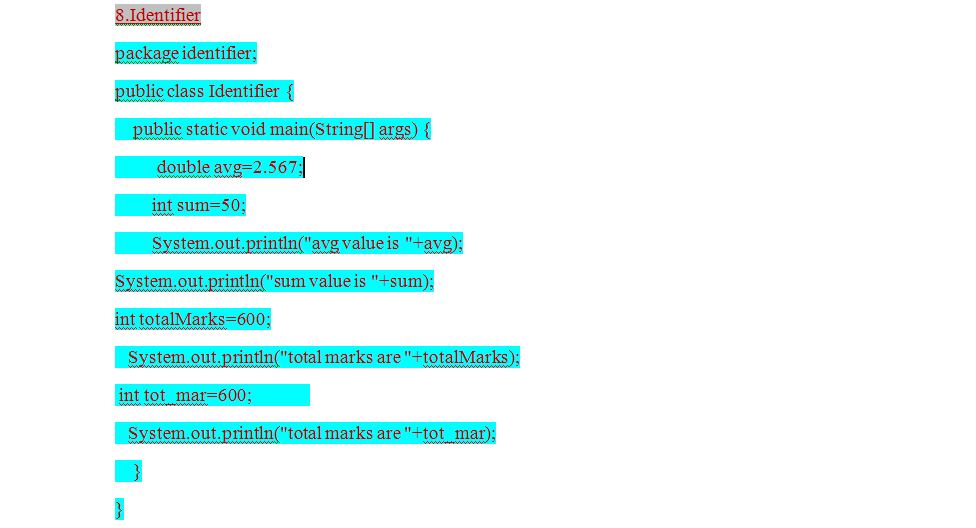 8.Identifier
package identifier;
public class Identifier {
public static void main(String[] args) {
double avg=2.567;
int sum=50;
System.out.println("avg value is "+avg);
System.out.println("sum value is "+sum);
int totalMarks=600;
System.out.println("total marks are "+totalMarks);
int tot_mar=600;
System.out.println("total marks are "+tot_mar);
}
}